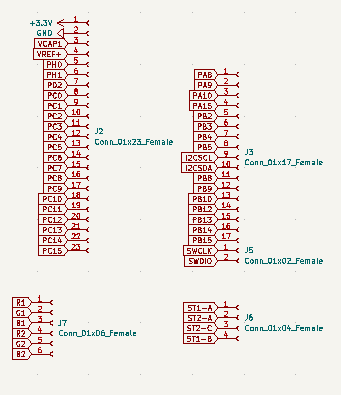 +3.3V 1
GND 2
VCAP1 3
VREF+ 4
PH0 5
PH1 6
PD2 7
PC0 8
PC1 9
PC2 10
PC3 11
PC4 12
PC5 13
PC6 14
PC7 15
PC8 16
PC9 17
PC10 18
PC11 19
PC12 20
PC13 21
PC14 22
PC15 23
J2
Conn_01x23_Female
PA8 1
PA9 2
PA10 3
PA15 4
PB2 5
PB3 6
PB4 7
PB5 8
I2CSCL 9
I2CSDA 10
PB8 11
PB9 12
PB10 13
PB12 14
PB13 15
PB14 16
PB15 17
J3
Conn_01x17_Female
SWCLK 1
SWDIO 2
J5
Conn_01x02_Female
R1 1
G1 2
B1 3
R2 4
G2 5
B2 6
J7
Conn_01x06_Female
ST1-A 1
ST2-A 2
ST2-C 3
ST1-B 4
J6
Conn_01x04_Female